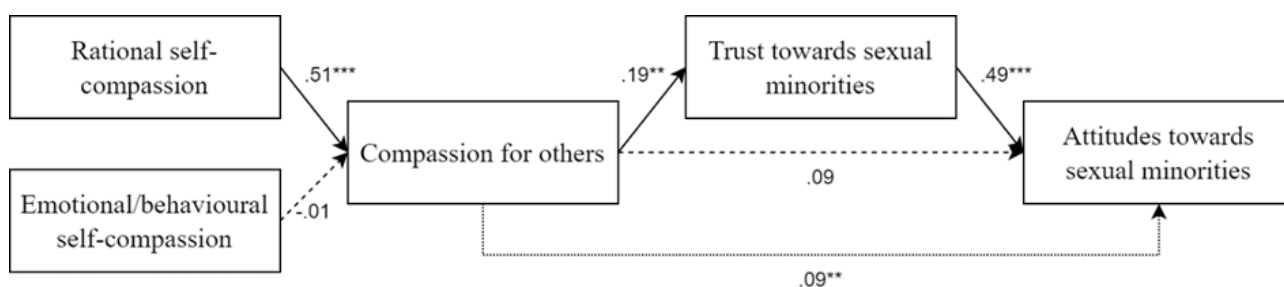 Rational self-
compassion
.51***
Emotional/behavioural
self-compassion
-.01
Compassion for others
.19**
Trust towards sexual
minorities
.49***
.09
Attitudes towards
sexual minorities
.09**